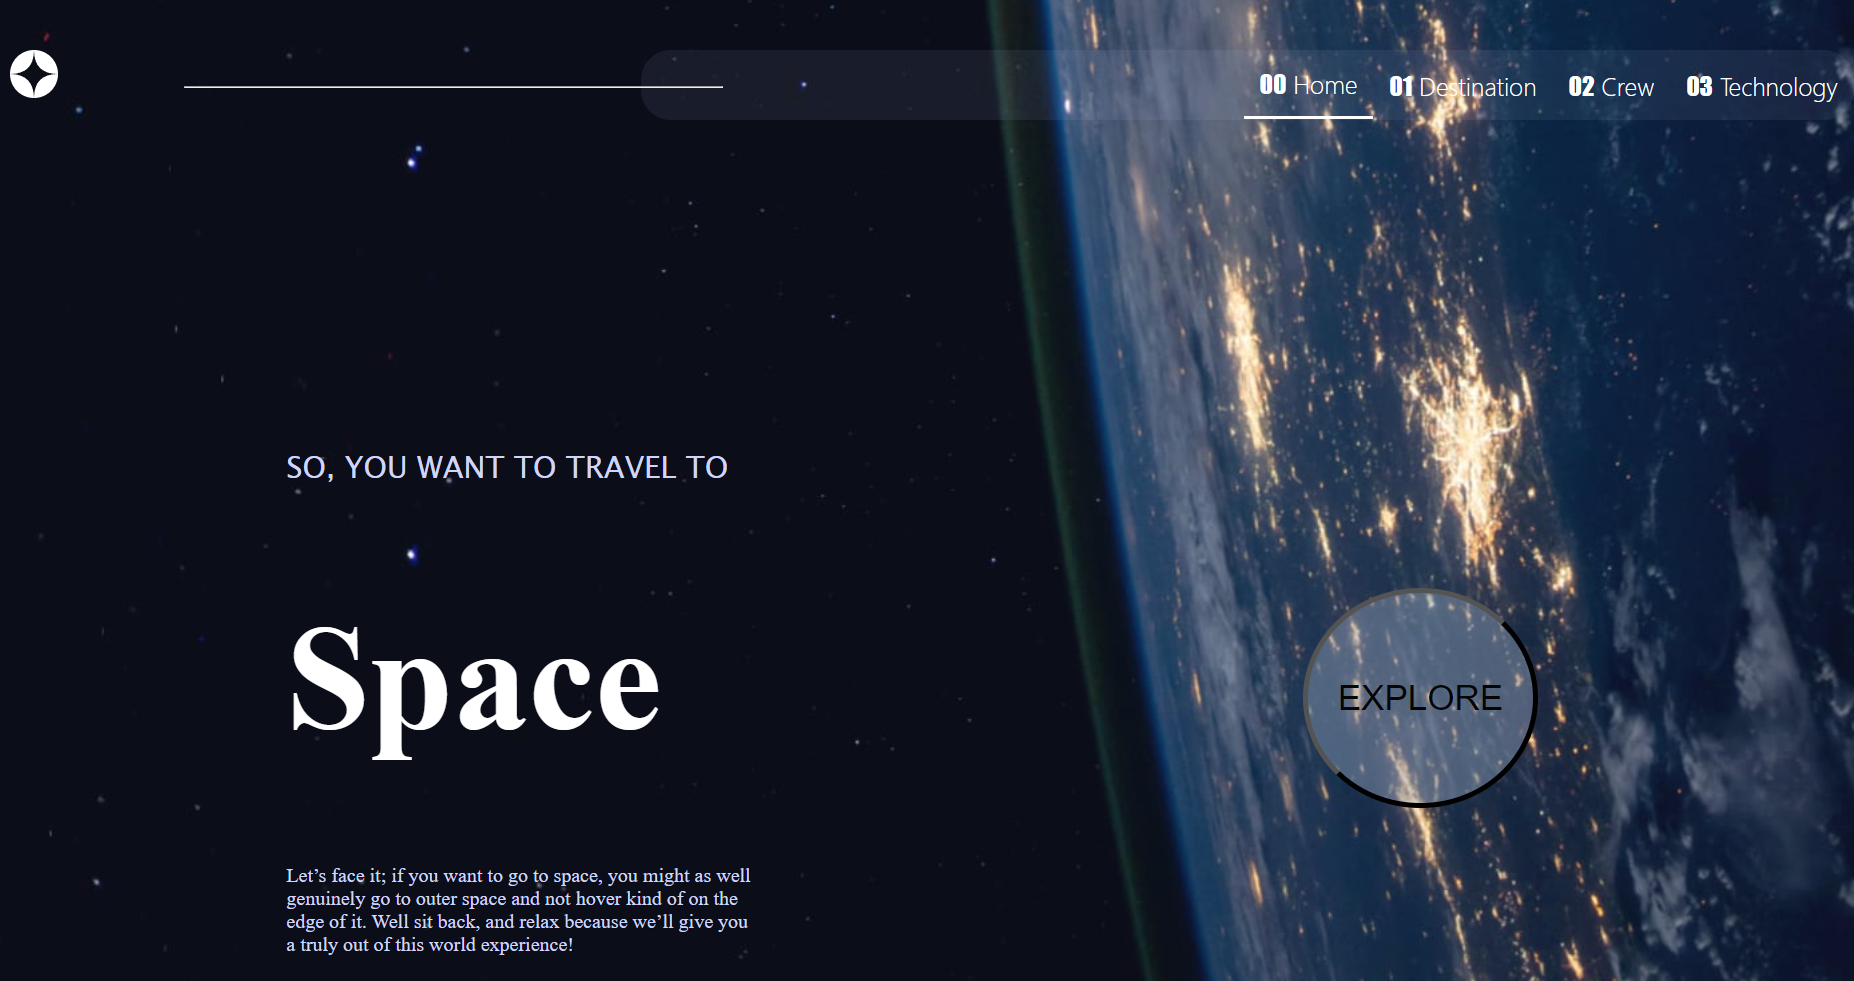 00 Home 01 Destination 02 Crew 03 Technology
SO, YOU WANT TO TRAVEL TO
Space
EXPLORE
Let’s face it; if you want to go to space, you might as well
genuinely go to outer space and not hover kind of on the
edge of it. Well sit back, and relax because we’ll give you
a truly out of this world experience!